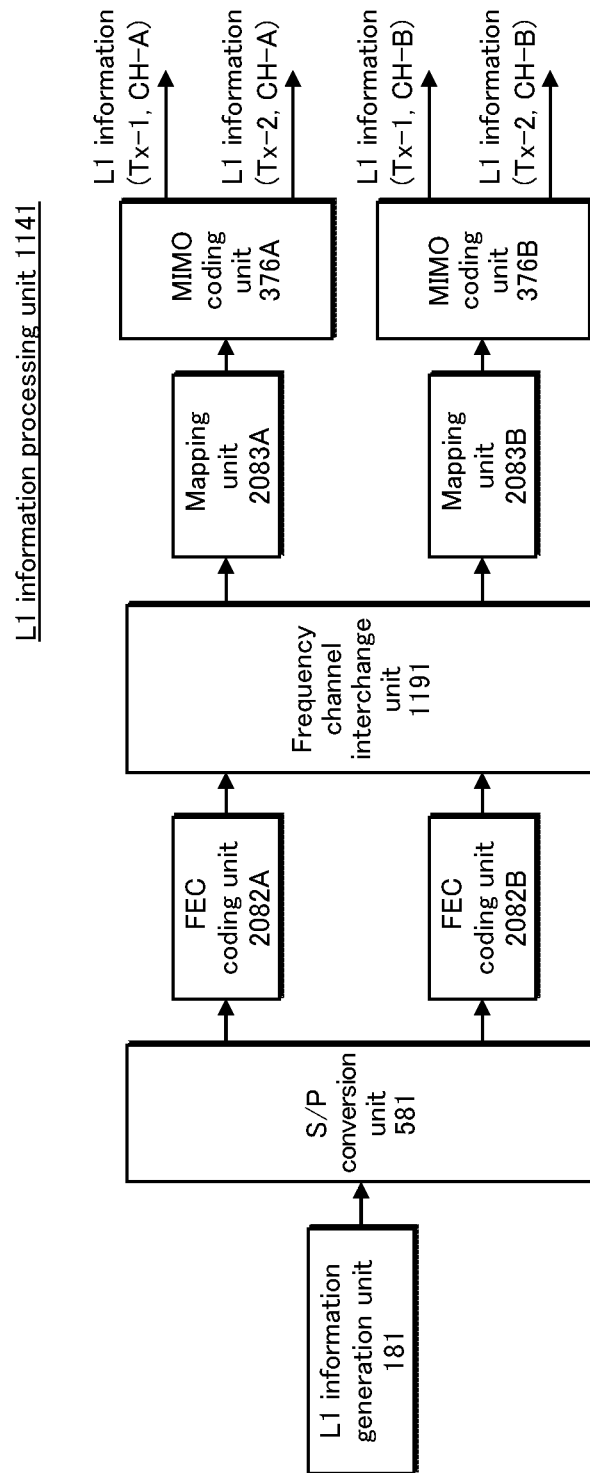 L1 information processing unit 1141
L1 information
generation unit
181
S/P
conversion
unit
581
FEC
coding unit
2082A
FEC
coding unit
2082B
Frequency
channel
interchange
unit
1191
Mapping
unit
2083A
Mapping
unit
2083B
MIMO
coding
unit
376A
MIMO
coding
unit
376B
L1 information
(Tx-1, CH-A)
L1 information
(Tx-2, CH-A)
L1 information
(Tx-1, CH-B)
L1 information
(Tx-2, CH-B)